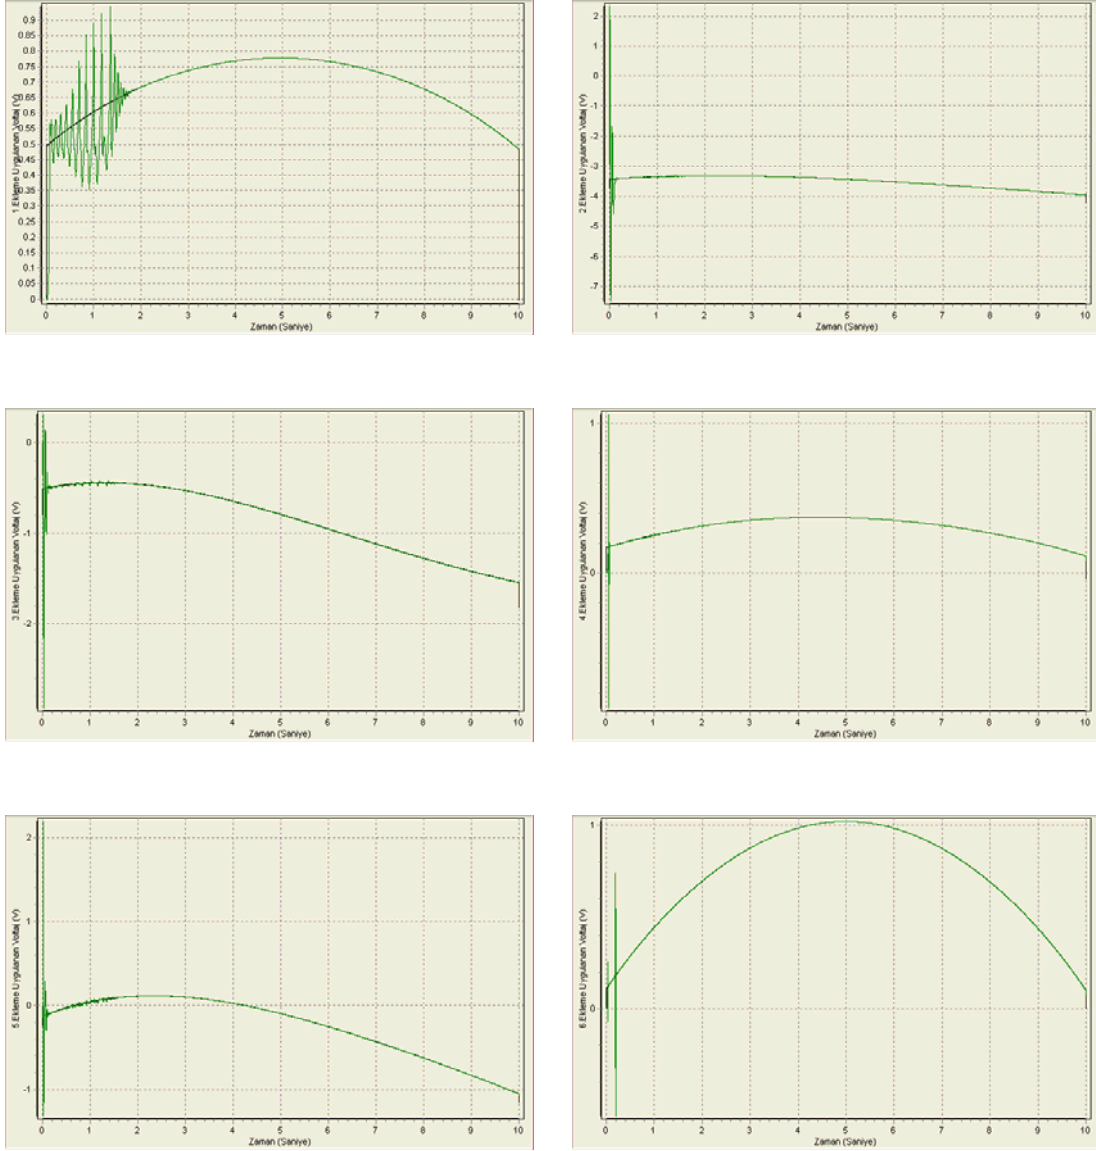 1.Ekleme Uygulanan Voltaj (V)
0.9
0.85
0.8
0.75
0.7
0.65
0.6
0.55
0.5
0.45
0.4
0.35
0.3
0.25
0.2
0.15
0.1
0.05
0
0 1 2 3 4 5 6 7 8 9 10
Zaman (Saniye)
2.Ekleme Uygulanan Voltaj (V)
2
1
0
-1
-2
-3
-4
-5
-6
-7
0 1 2 3 4 5 6 7 8 9 10
Zaman (Saniye)
3.Ekleme Uygulanan Voltaj (V)
0
-1
-2
0 1 2 3 4 5 6 7 8 9 10
Zaman (Saniye)
4.Ekleme Uygulanan Voltaj (V)
1
0
0 1 2 3 4 5 6 7 8 9 10
Zaman (Saniye)
5.Ekleme Uygulanan Voltaj (V)
2
1
0
-1
0 1 2 3 4 5 6 7 8 9 10
Zaman (Saniye)
6.Ekleme Uygulanan Voltaj (V)
1
0
0 1 2 3 4 5 6 7 8 9 10
Zaman (Saniye)